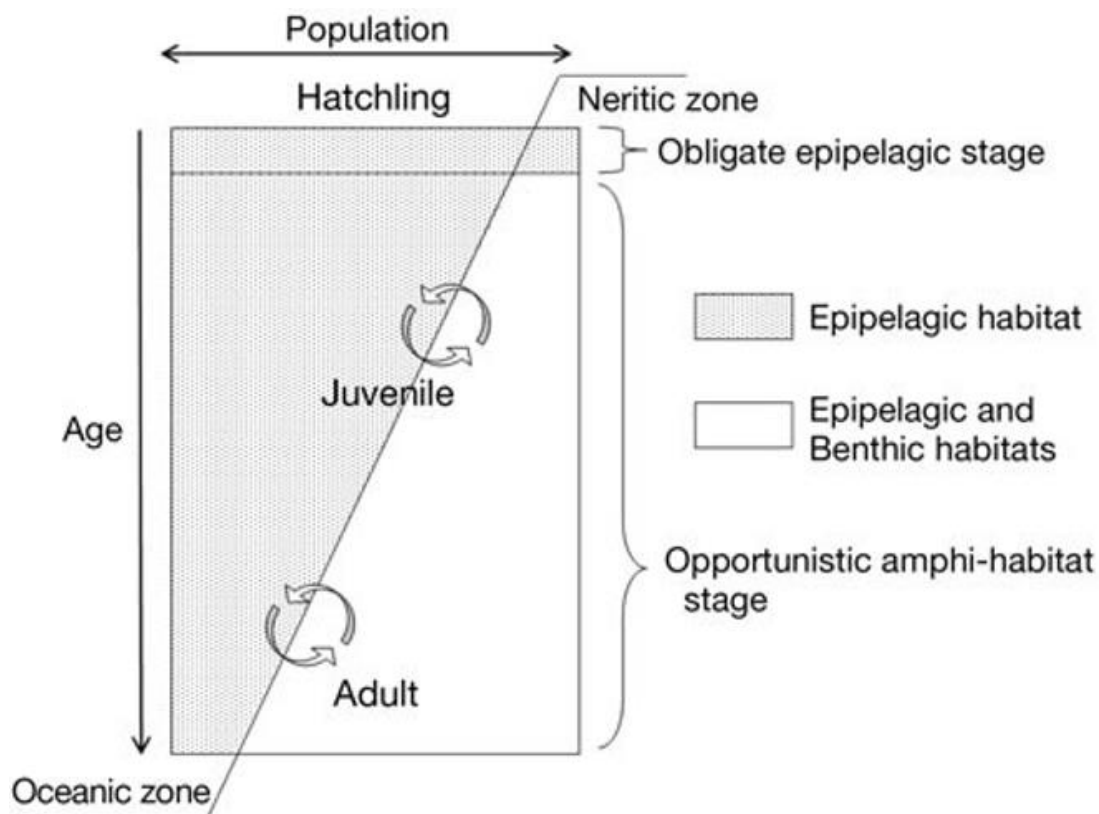 Population
Hatchling
Neritic zone
Obligate epipelagic stage
Epipelagic habitat
Juvenile
Age
Epipelagic and
Benthic habitats
Opportunistic amphi-habitat
stage
Adult
Oceanic zone